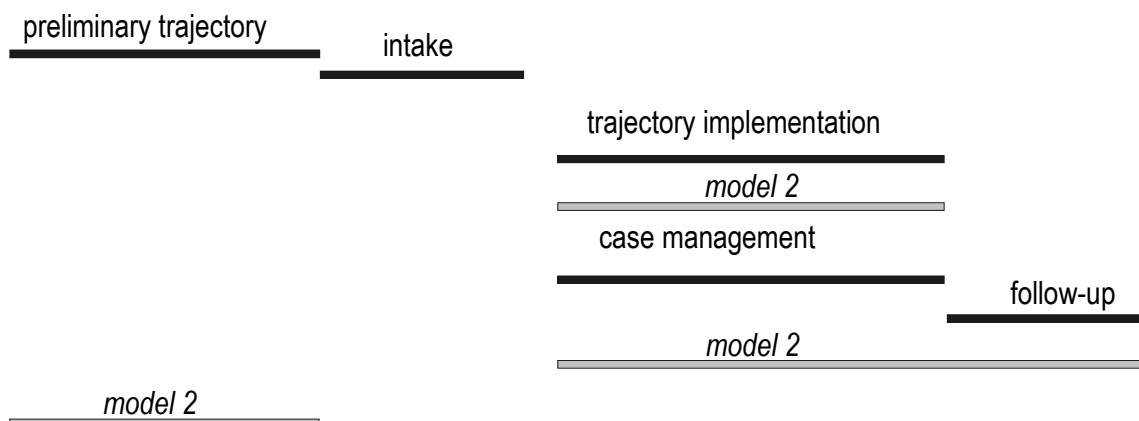 preliminary trajectory
intake
trajectory implementation
model 2
case management
follow-up
model 2
model 2